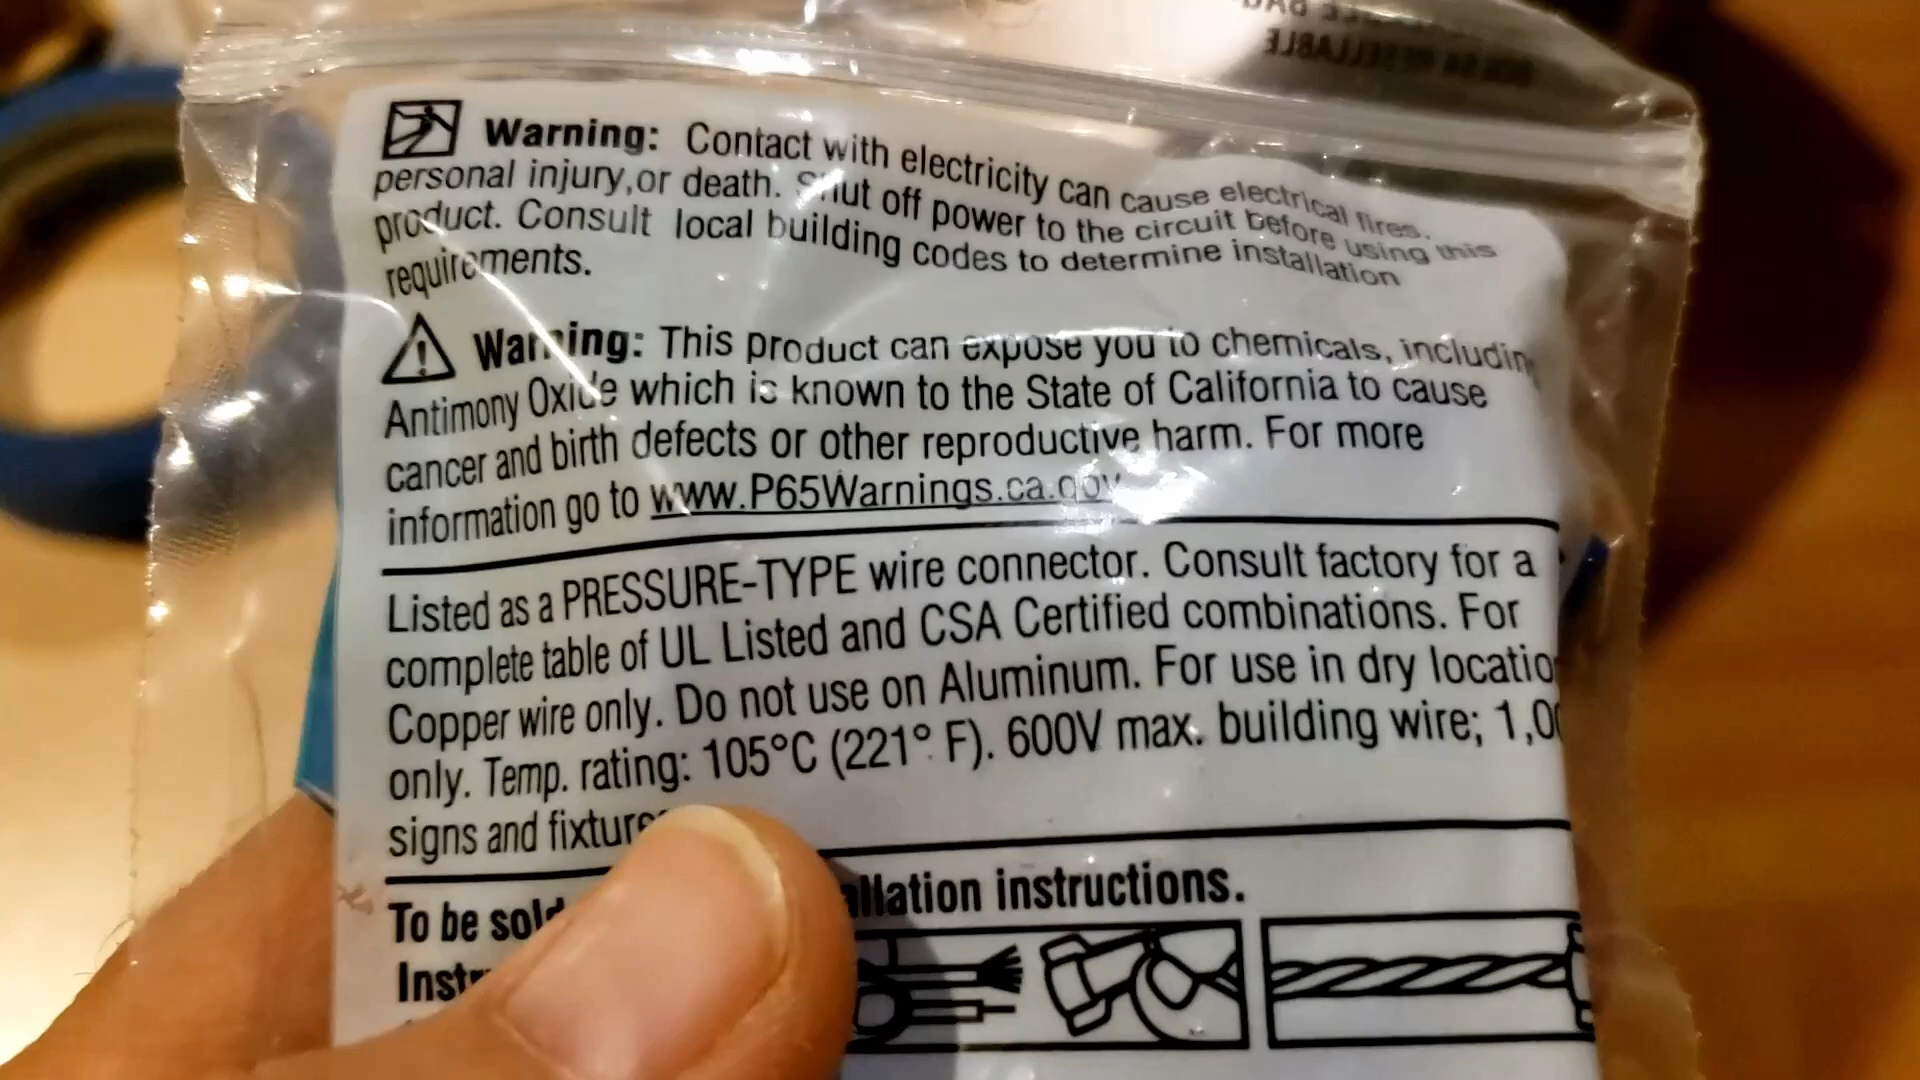 BOLSA RESELLABLE
Warning: Contact with electricity can cause electrical fires.
personal injury,or death. Shut off power to the circuit before using this
product. Consult local building codes to determine installation
requirements.
Warning: This product can expose you to chemicals, including
Antimony Oxide which is known to the State of California to cause
cancer and birth defects or other reproductive harm. For more
information go to www.P65Warnings.ca.gov
Listed as a PRESSURE-TYPE wire connector. Consult factory for a
complete table of UL Listed and CSA Certified combinations. For
Copper wire only. Do not use on Aluminum. For use in dry locatio
only. Temp. rating: 105°C (221° F). 600V max. building wire; 1,0
signs and fixtures
To be sold allation instructions.
Instr